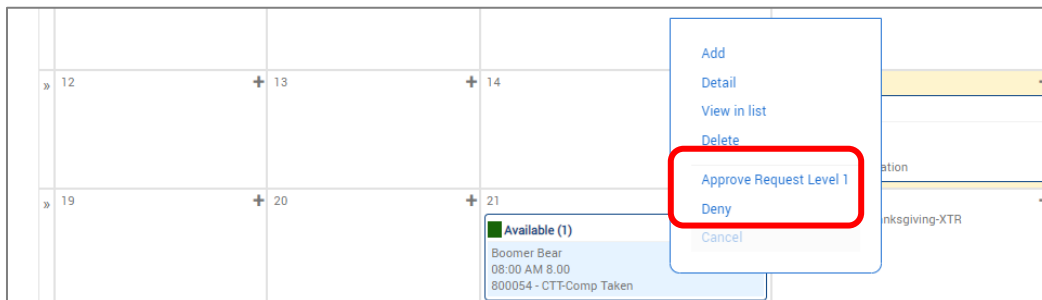 Add
Detail
View in list
Delete
Approve Request Level 1
Deny
Cancel
» 12 + 13 + 14
ation
» 19 + 20 + 21
nksgiving-XTR
Available (1)
Boomer Bear
08:00 AM 8.00
800054 - CTT-Comp Taken